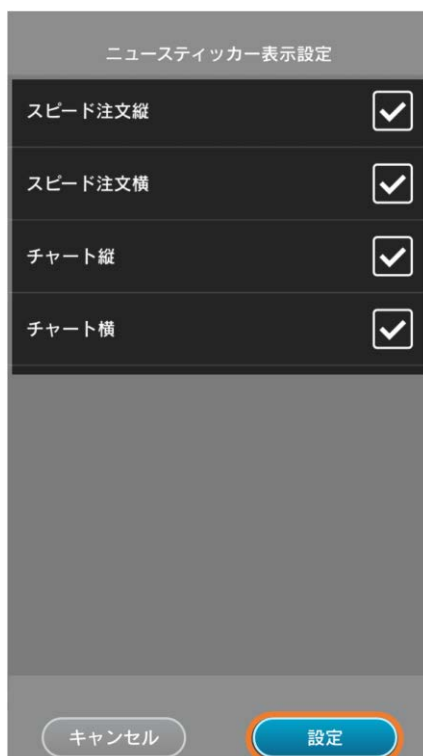 ニュースティッカー表示設定
スピード注文縦
スピード注文横
チャート縦
チャート横
キャンセル
設定